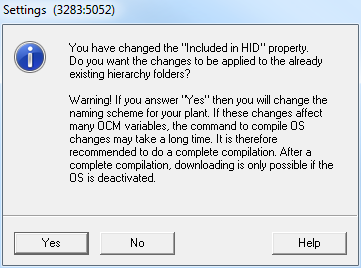 Settings (3283:5052)
You have changed the "Included in HID" property.
Do you want the changes to be applied to the already
existing hierarchy folders?
Warning! If you answer "Yes" then you will change the
naming scheme for your plant. If these changes affect
many OCM variables, the command to compile OS
changes may take a long time. It is therefore
recommended to do a complete compilation. After a
complete compilation, downloading is only possible if the
OS is deactivated.
Yes
No
Help